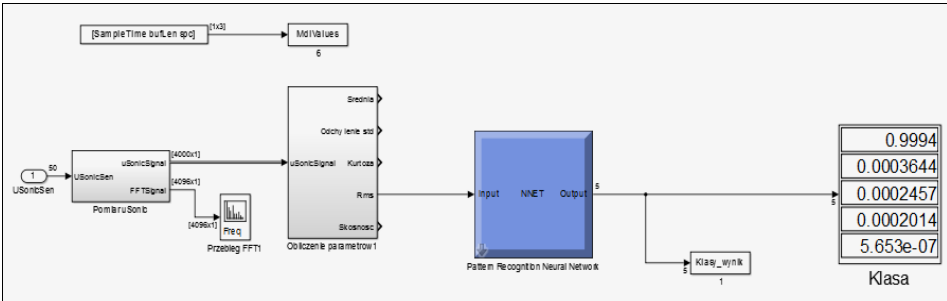 [SampleTime bufLen spc]
[1x3]
MdlValues
6
1
50
USonicSen
USonicSen
uSonicSignal
FFTSignal
PomiaruSonic
[4000x1]
[4096x1]
[4096x1]
Freq
Przebieg FFT1
uSonicSignal
Srednia
Odchylenie std
Kurtoza
Rms
Skosnosc
Obliczenie parametrow1
Input
NNET
Output
Pattern Recognition Neural Network
5
5
Klasy_wynik
1
5
0.9994
0.0003644
0.0002457
0.0002014
5.653e-07
Klasa